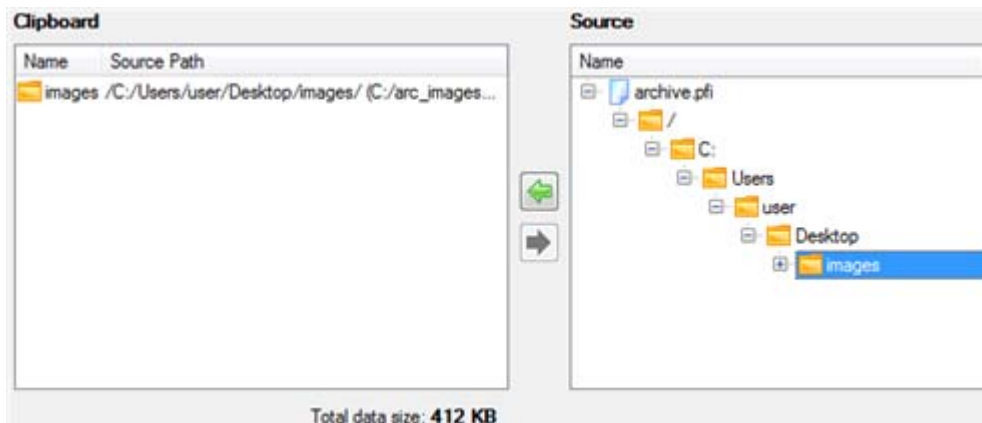 Clipboard
Name Source Path
images /C:/Users/user/Desktop/images/ (C:/arc_images...
Total data size: 412 KB
Source
Name
archive.pfi
/
C:
Users
user
Desktop
images